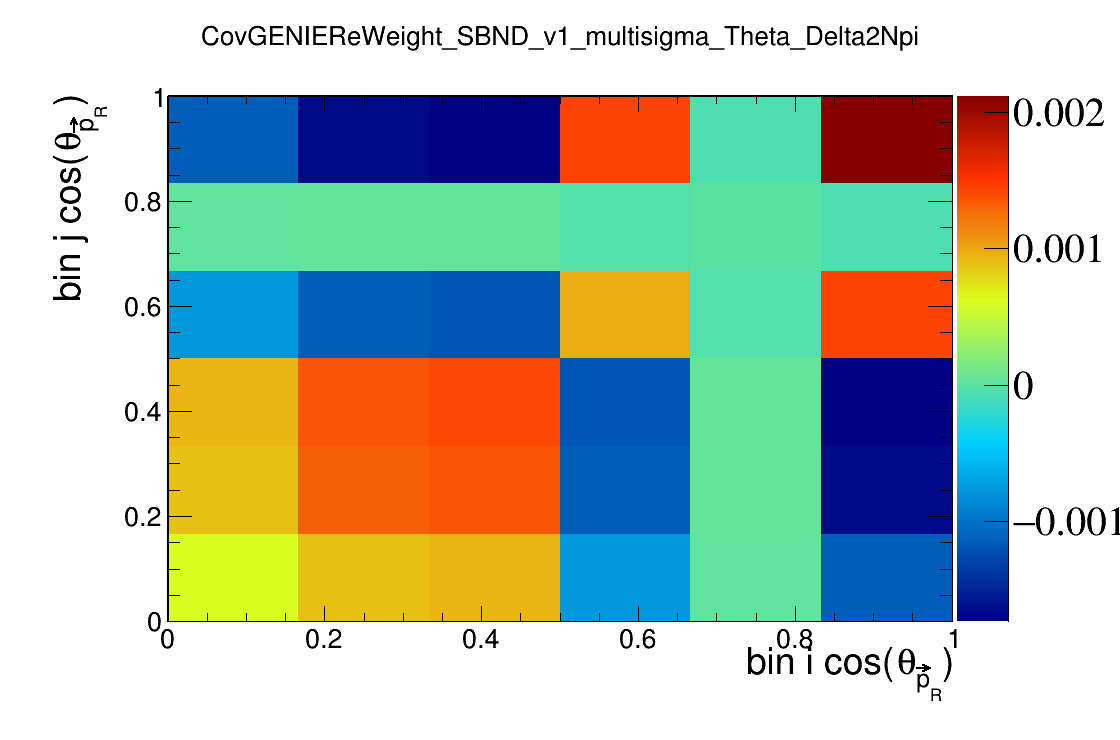 CovGENIEReWeight_SBND_v1_multisigma_Theta_Delta2Npi
bin j cos(θ_p⃗_R)
1
0.8
0.6
0.4
0.2
0
0 0.2 0.4 0.6 0.8 1
bin i cos(θ_p⃗_R)
0.002
0.001
0
−0.001